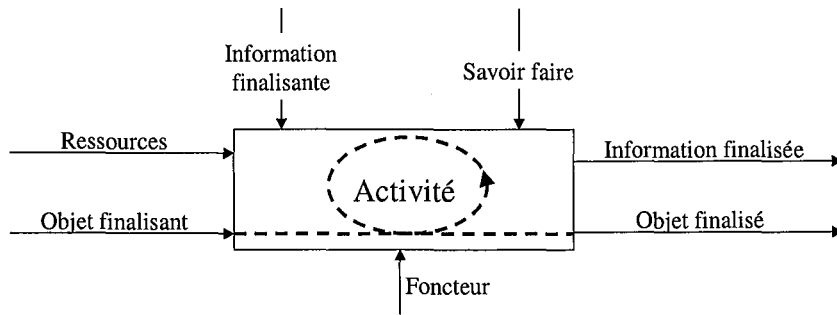 Information
finalisante
Savoir faire
Ressources
Information finalisée
Activité
Objet finalisant
Objet finalisé
Foncteur